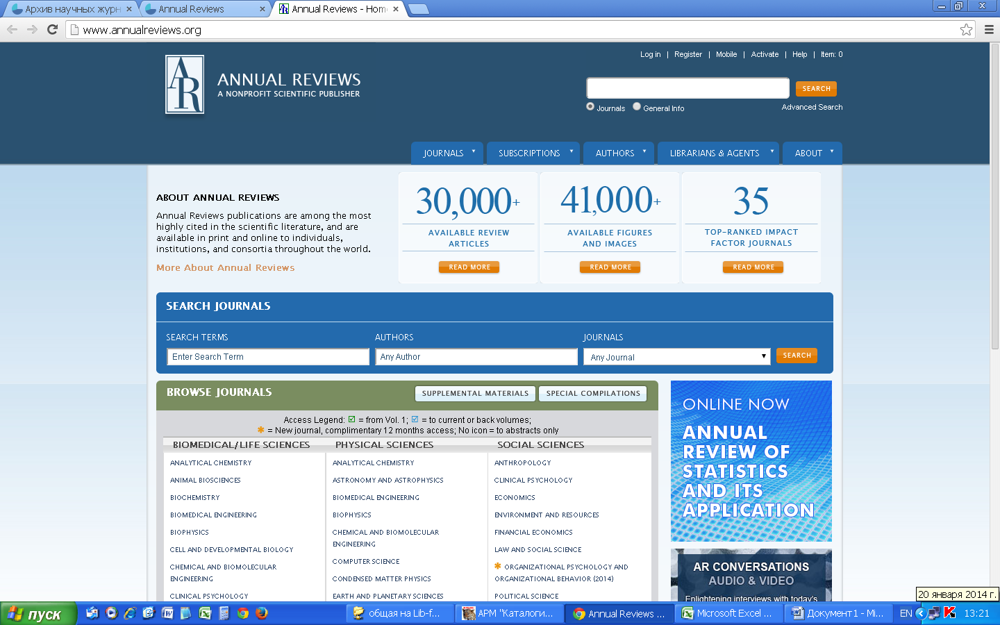 Архив научных журн
Annual Reviews
Annual Reviews - Hom
www.annualreviews.org
Log in | Register | Mobile | Activate | Help | Item: 0
AR
ANNUAL REVIEWS
A NONPROFIT SCIENTIFIC PUBLISHER
SEARCH
Journals General Info
Advanced Search
JOURNALS SUBSCRIPTIONS AUTHORS LIBRARIANS & AGENTS ABOUT
ABOUT ANNUAL REVIEWS
Annual Reviews publications are among the most
highly cited in the scientific literature, and are
available in print and online to individuals,
institutions, and consortia throughout the world.
More About Annual Reviews
30,000+
AVAILABLE REVIEW
ARTICLES
READ MORE
41,000+
AVAILABLE FIGURES
AND IMAGES
READ MORE
35
TOP-RANKED IMPACT
FACTOR JOURNALS
READ MORE
SEARCH JOURNALS
SEARCH TERMS
Enter Search Term
AUTHORS
Any Author
JOURNALS
Any Journal
SEARCH
BROWSE JOURNALS
SUPPLEMENTAL MATERIALS
SPECIAL COMPILATIONS
Access Legend: ☑ = from Vol. 1; ☑ = to current or back volumes;
✱ = New journal, complimentary 12 months access; No icon = to abstracts only
BIOMEDICAL/LIFE SCIENCES
ANALYTICAL CHEMISTRY
ANIMAL BIOSCIENCES
BIOCHEMISTRY
BIOMEDICAL ENGINEERING
BIOPHYSICS
CELL AND DEVELOPMENTAL BIOLOGY
CHEMICAL AND BIOMOLECULAR
ENGINEERING
CLINICAL PSYCHOLOGY
PHYSICAL SCIENCES
ANALYTICAL CHEMISTRY
ASTRONOMY AND ASTROPHYSICS
BIOMEDICAL ENGINEERING
BIOPHYSICS
CHEMICAL AND BIOMOLECULAR
ENGINEERING
COMPUTER SCIENCE
CONDENSED MATTER PHYSICS
EARTH AND PLANETARY SCIENCES
SOCIAL SCIENCES
ANTHROPOLOGY
CLINICAL PSYCHOLOGY
ECONOMICS
ENVIRONMENT AND RESOURCES
FINANCIAL ECONOMICS
LAW AND SOCIAL SCIENCE
✱ ORGANIZATIONAL PSYCHOLOGY AND
ORGANIZATIONAL BEHAVIOR (2014)
POLITICAL SCIENCE
ONLINE NOW
ANNUAL
REVIEW OF
STATISTICS
AND ITS
APPLICATION
AR CONVERSATIONS
AUDIO & VIDEO
Enlightening interviews with today's
20 января 2014 г.
пуск
общая на Lib-f...
АРМ "Каталоги...
Annual Reviews ...
Microsoft Excel ...
Документ1 - Mi...
EN
13:21